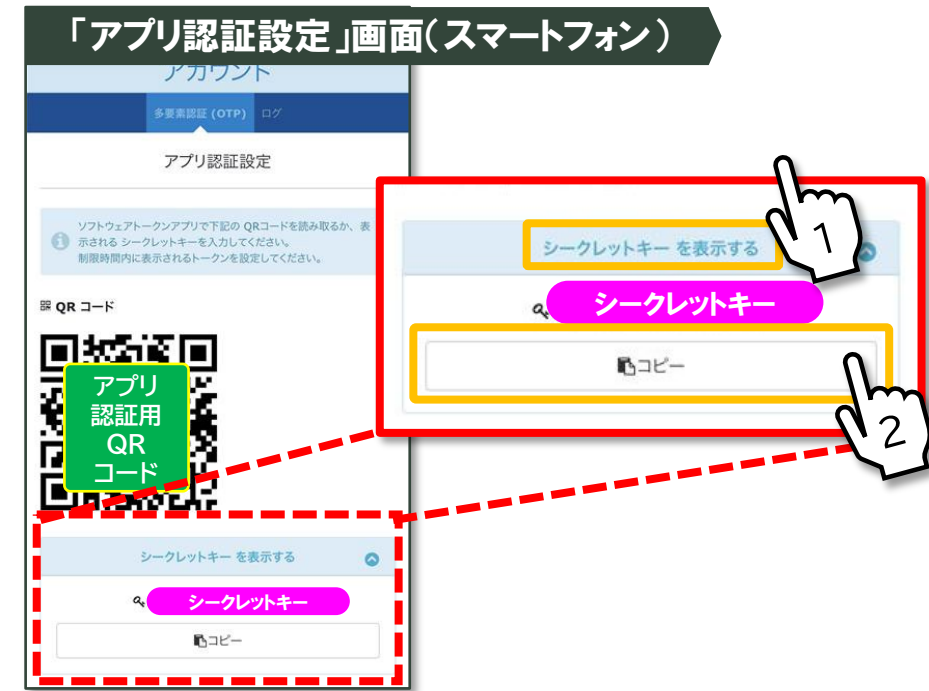 「アプリ認証設定」画面(スマートフォン)
アカウント
多要素認証 (OTP) ログ
アプリ認証設定
ソフトウェアトークンアプリで下記の QRコードを読み取るか、表
示される シークレットキーを入力してください。
制限時間内に表示されるトークンを設定してください。
QR コード
アプリ
認証用
QR
コード
シークレットキー を表示する
シークレットキー
コピー
シークレットキー を表示する
1
シークレットキー
コピー
2